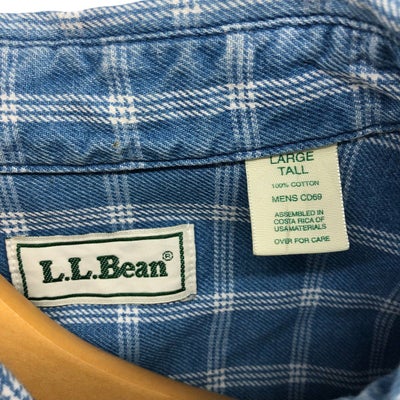 LARGE
TALL
100% COTTON
MENS CD69
ASSEMBLED IN
COSTA RICA OF
USA MATERIALS
OVER FOR CARE
L.L.Bean®